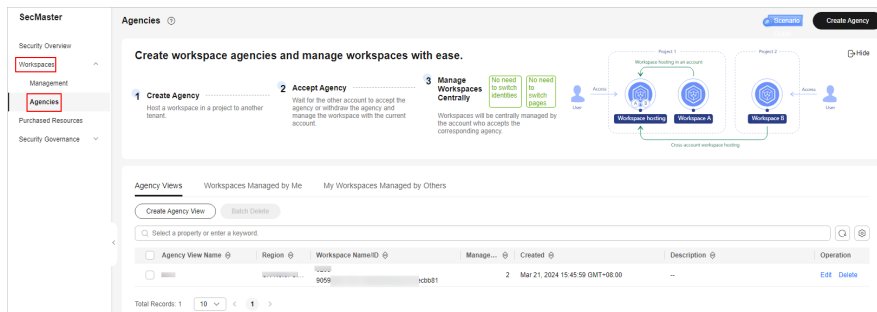 SecMaster
Security Overview
Workspaces
Management
Agencies
Purchased Resources
Security Governance
Agencies
Scenario
Create Agency
Create workspace agencies and manage workspaces with ease.
Hide
1 Create Agency
Host a workspace in a project to another
tenant.
2 Accept Agency
Wait for the other account to accept the
agency or withdraw the agency and
manage the workspace with the current
account.
3 Manage
Workspaces
Centrally
No need
to switch
identities
No need
to
switch
pages
Workspaces will be centrally managed by
the account who accepts the
corresponding agency.
Project 1
Project 2
Workspace hosting in an account
Access
User
A
B
Workspace hosting
Workspace A
Workspace B
Access
User
Cross-account workspace hosting
Agency Views
Workspaces Managed by Me
My Workspaces Managed by Others
Create Agency View
Batch Delete
Select a property or enter a keyword.
Agency View Name
Region
Workspace Name/ID
Manage...
Created
Description
Operation
9059
ecbb81
2
Mar 21, 2024 15:45:59 GMT+08:00
--
Edit
Delete
Total Records: 1
10
1